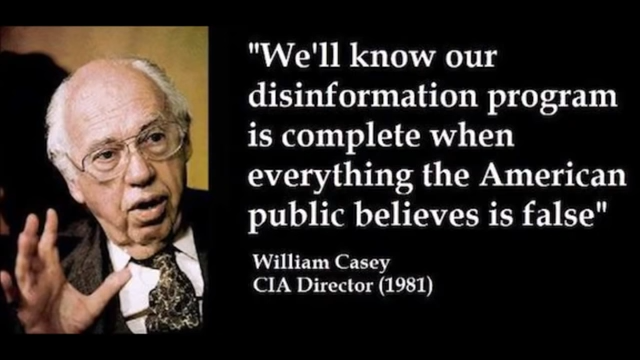 "We'll know our
disinformation program
is complete when
everything the American
public believes is false"
William Casey
CIA Director (1981)